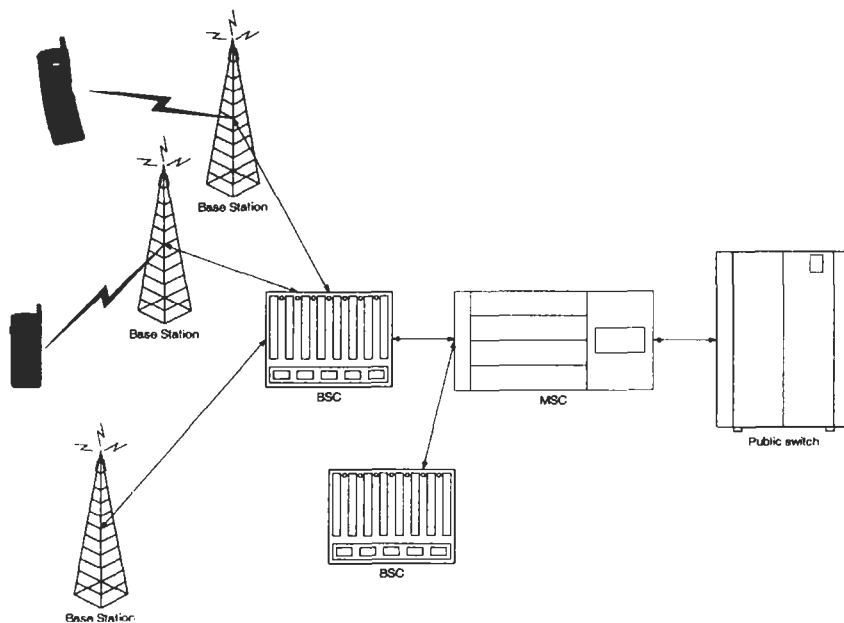 Base Station
Base Station
BSC
MSC
Public switch
BSC
Base Station